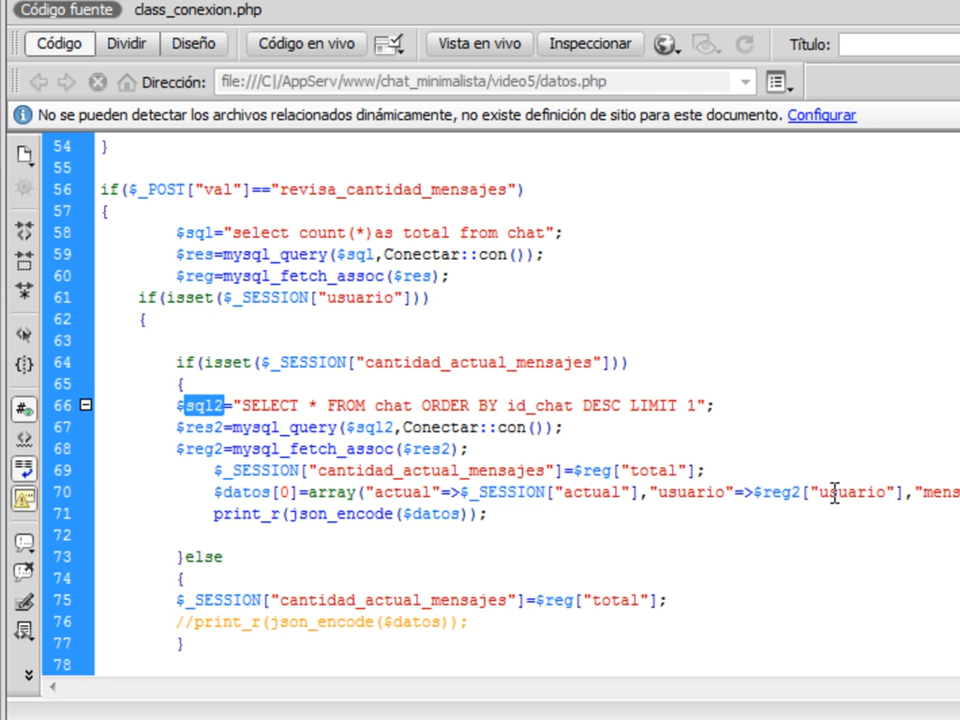 Código fuente class_conexion.php
Código Dividir Diseño Código en vivo Vista en vivo Inspeccionar Título:
Dirección: file:///C|/AppServ/www/chat_minimalista/video5/datos.php
No se pueden detectar los archivos relacionados dinámicamente, no existe definición de sitio para este documento. Configurar
54 }
55
56 if($_POST["val"]=="revisa_cantidad_mensajes")
57 {
58 $sql="select count(*)as total from chat";
59 $res=mysql_query($sql,Conectar::con());
60 $reg=mysql_fetch_assoc($res);
61 if(isset($_SESSION["usuario"]))
62 {
63
64 if(isset($_SESSION["cantidad_actual_mensajes"]))
65 {
66 $sql2="SELECT * FROM chat ORDER BY id_chat DESC LIMIT 1";
67 $res2=mysql_query($sql2,Conectar::con());
68 $reg2=mysql_fetch_assoc($res2);
69 $_SESSION["cantidad_actual_mensajes"]=$reg["total"];
70 $datos[0]=array("actual"=>$_SESSION["actual"],"usuario"=>$reg2["usuario"],"mens
71 print_r(json_encode($datos));
72
73 }else
74 {
75 $_SESSION["cantidad_actual_mensajes"]=$reg["total"];
76 //print_r(json_encode($datos));
77 }
78